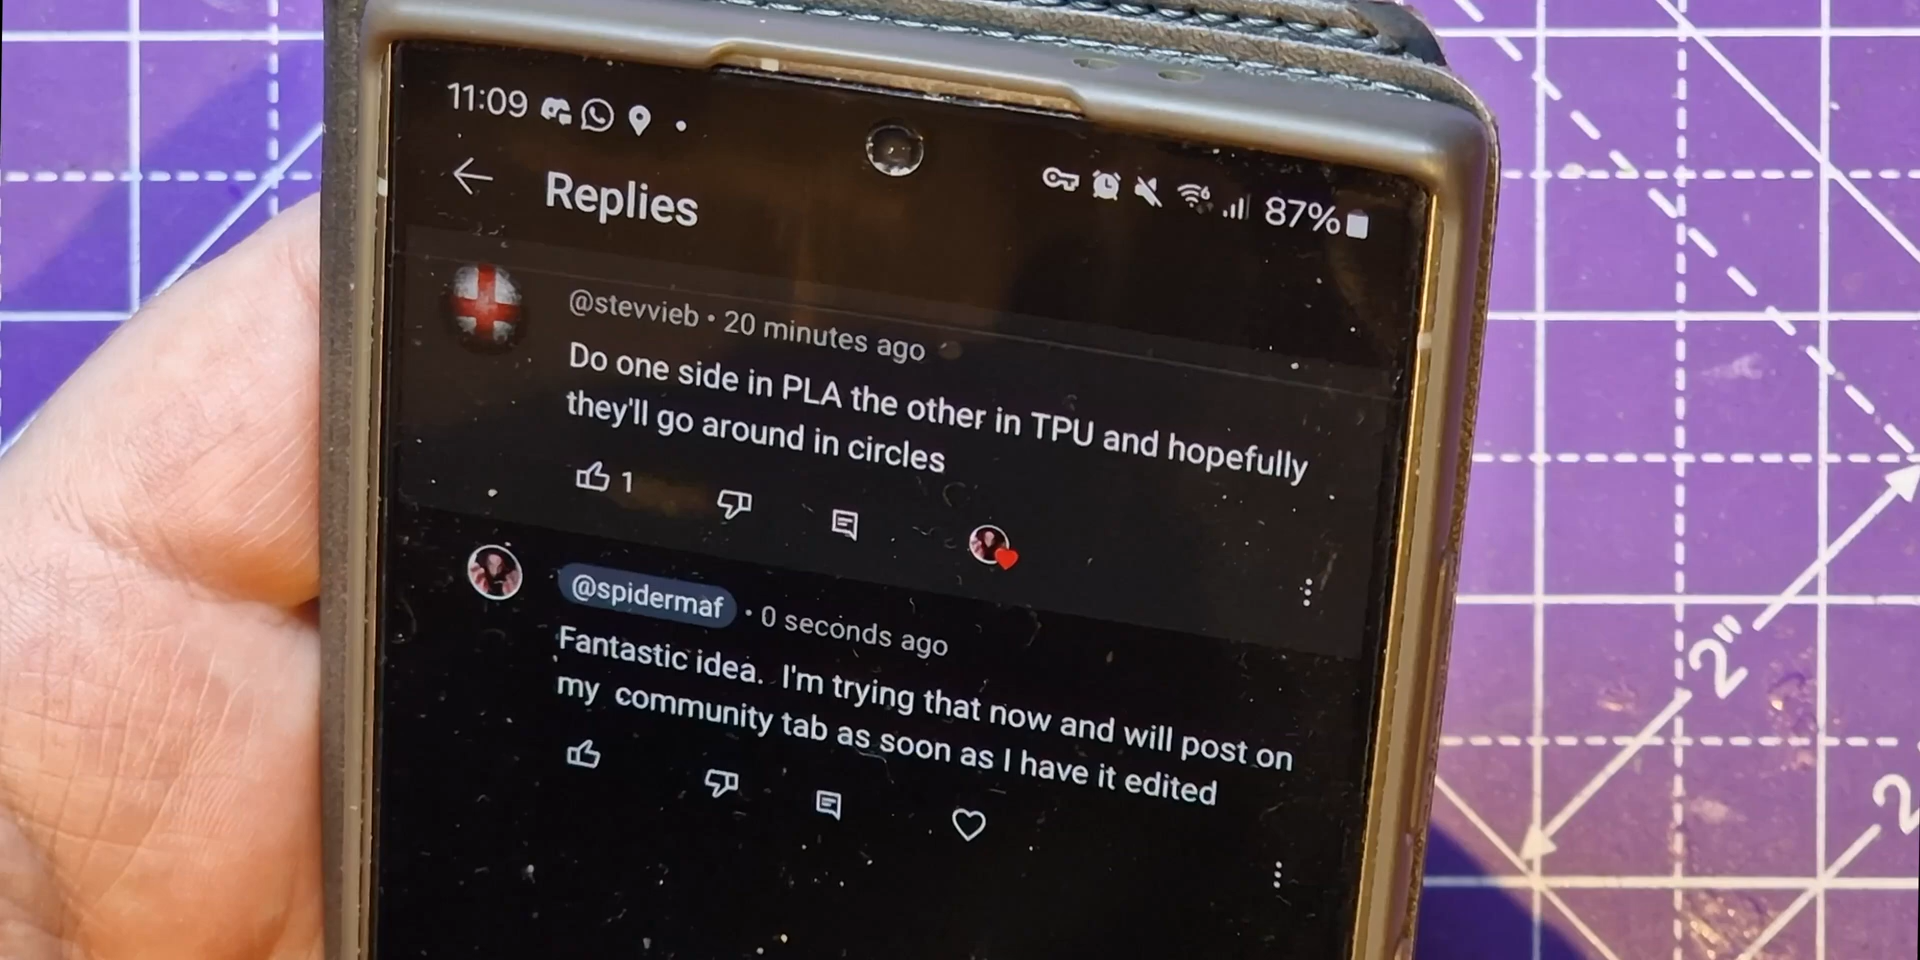 11:09
87%
Replies
@stevvieb • 20 minutes ago
Do one side in PLA the other in TPU and hopefully
they'll go around in circles
1
@spidermaf • 0 seconds ago
Fantastic idea.  I'm trying that now and will post on
my  community tab as soon as I have it edited
2"
2